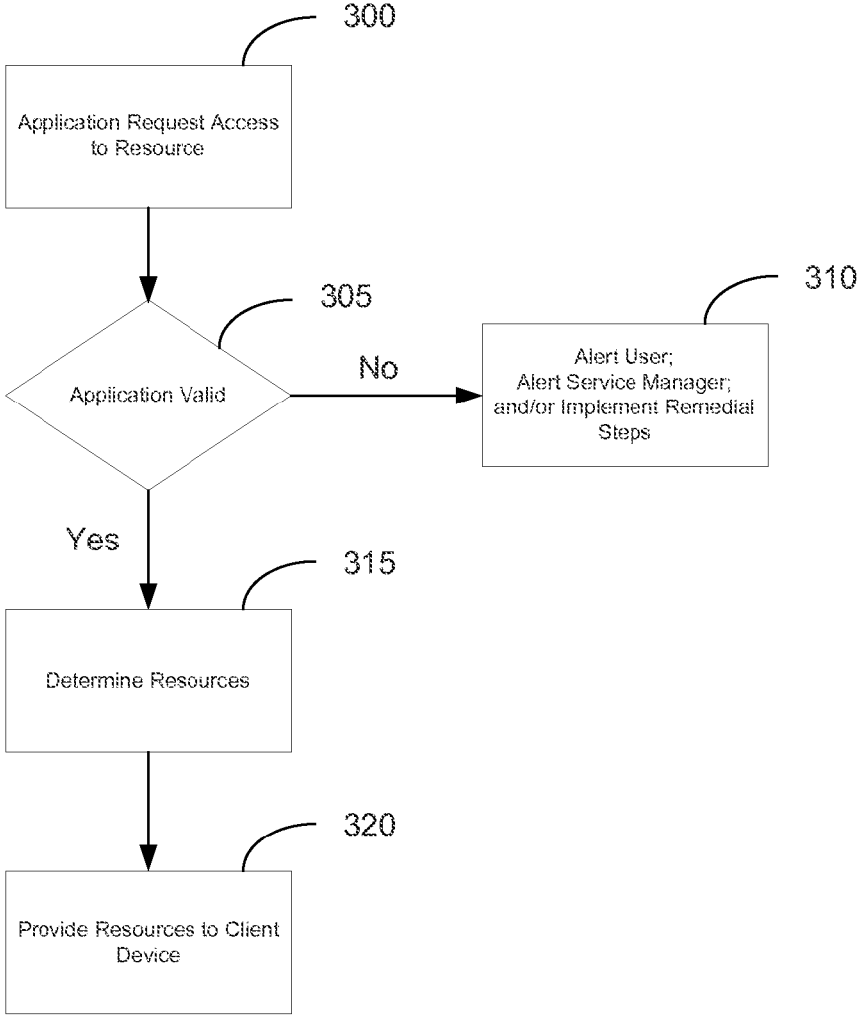 300
Application Request Access
to Resource
305
Application Valid
No
310
Alert User;
Alert Service Manager;
and/or Implement Remedial
Steps
Yes
315
Determine Resources
320
Provide Resources to Client
Device